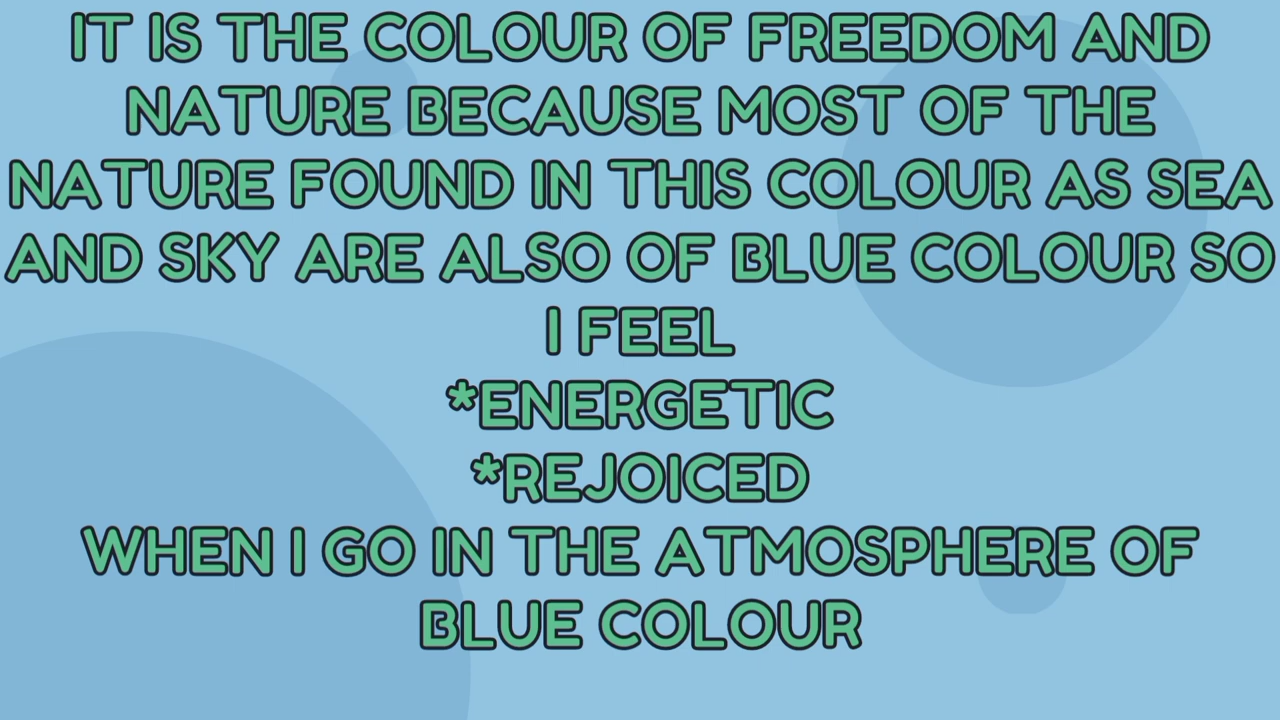 IT IS THE COLOUR OF FREEDOM AND
NATURE BECAUSE MOST OF THE
NATURE FOUND IN THIS COLOUR AS SEA
AND SKY ARE ALSO OF BLUE COLOUR SO
I FEEL
*ENERGETIC
*REJOICED
WHEN I GO IN THE ATMOSPHERE OF
BLUE COLOUR